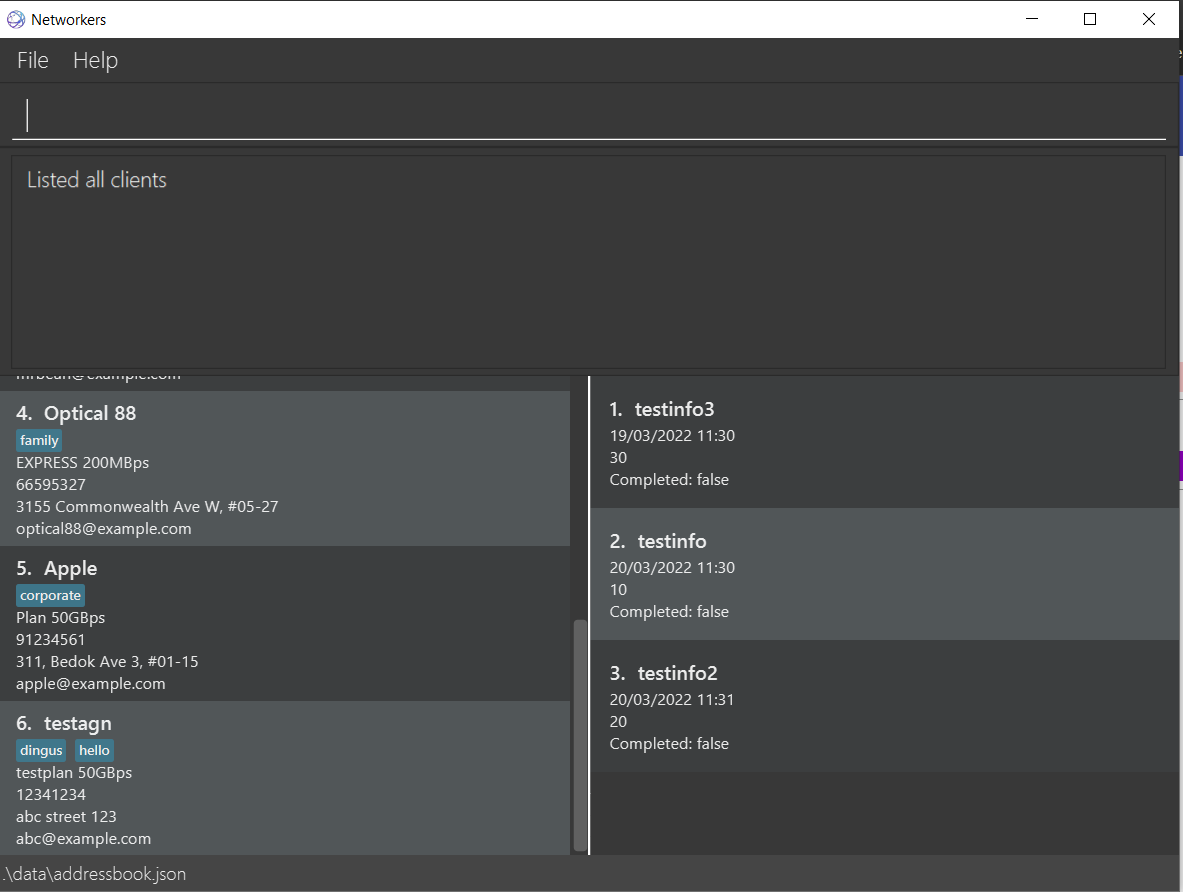 Networkers
File Help
Listed all clients
mrbean@example.com
4. Optical 88
family
EXPRESS 200MBps
66595327
3155 Commonwealth Ave W, #05-27
optical88@example.com
5. Apple
corporate
Plan 50GBps
91234561
311, Bedok Ave 3, #01-15
apple@example.com
6. testagn
dingus hello
testplan 50GBps
12341234
abc street 123
abc@example.com
1. testinfo3
19/03/2022 11:30
30
Completed: false
2. testinfo
20/03/2022 11:30
10
Completed: false
3. testinfo2
20/03/2022 11:31
20
Completed: false
.\data\addressbook.json